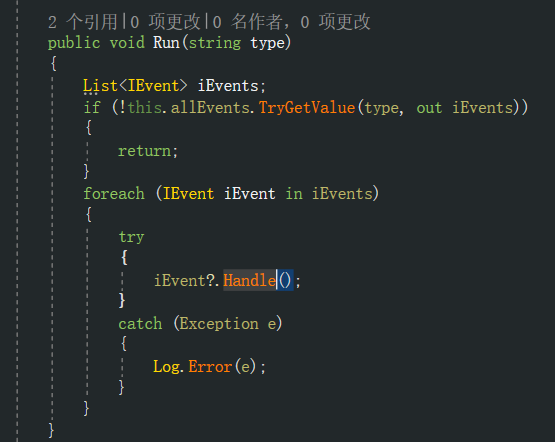 2 个引用|0 项更改|0 名作者，0 项更改
public void Run(string type)
{
List<IEvent> iEvents;
if (!this.allEvents.TryGetValue(type, out iEvents))
{
return;
}
foreach (IEvent iEvent in iEvents)
{
try
{
iEvent?.Handle();
}
catch (Exception e)
{
Log.Error(e);
}
}
}